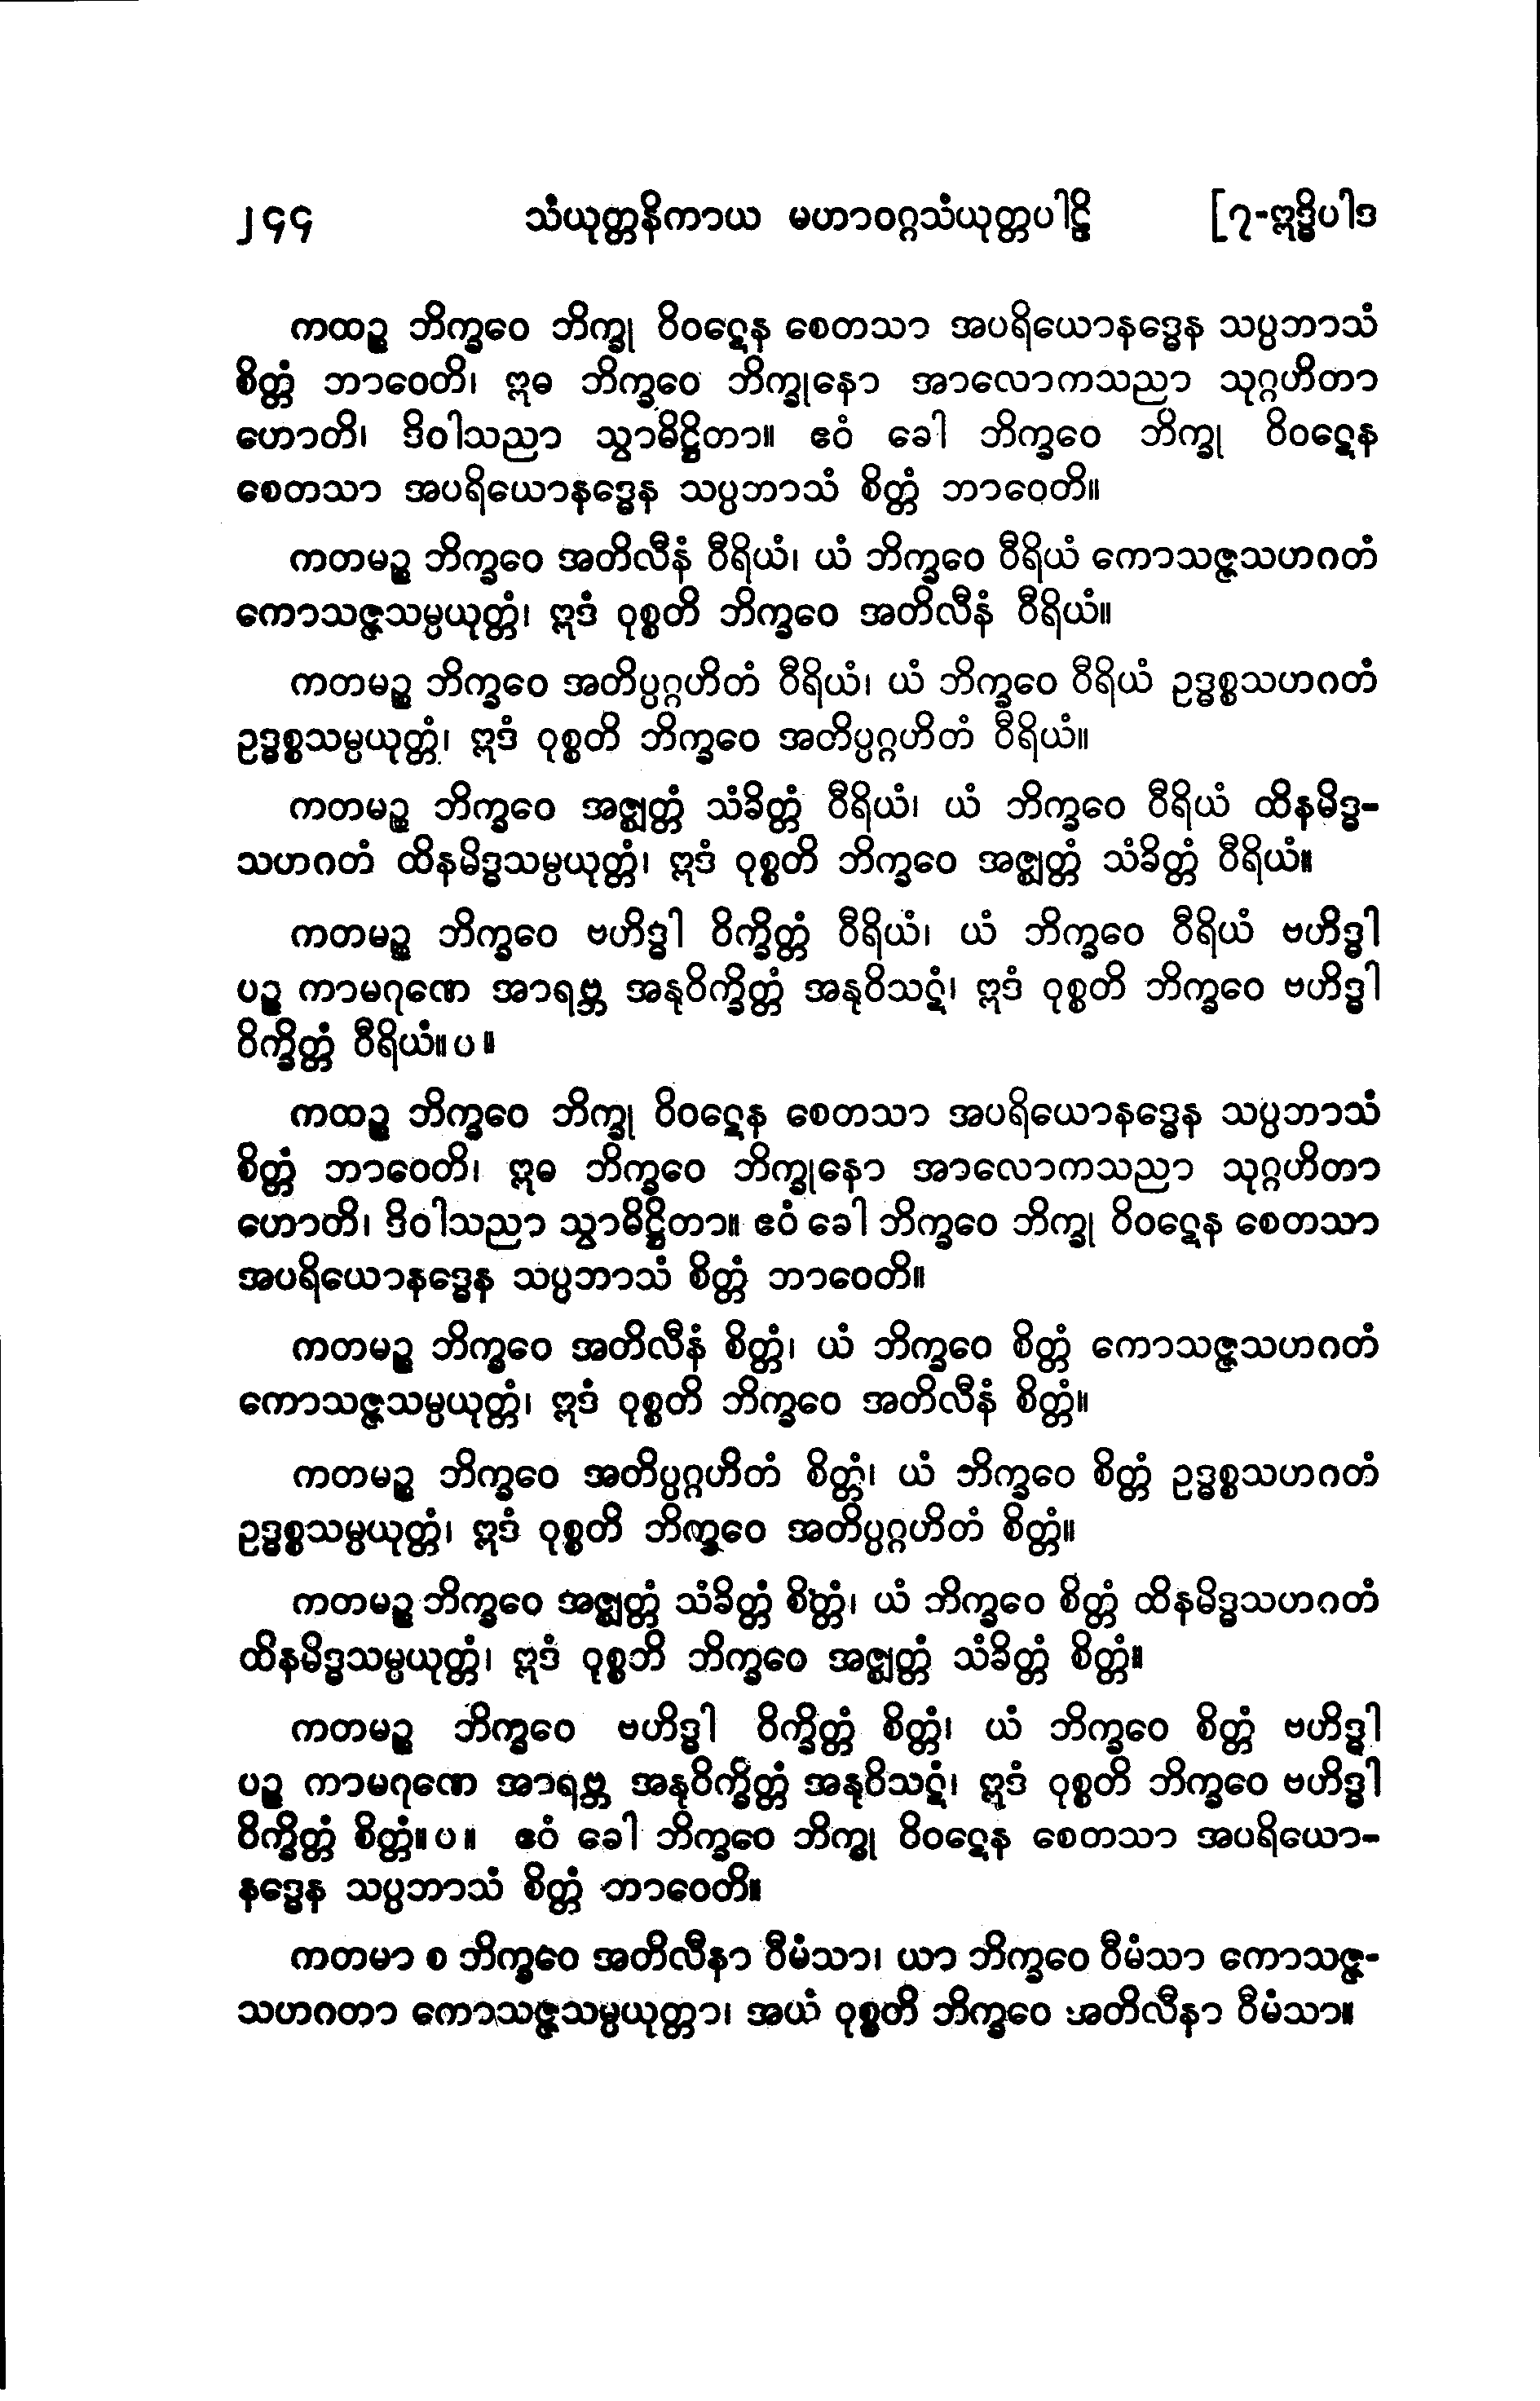 ၂၄၄ သံယုတ္တနိကာယ မဟာဝဂ္ဂသံယုတ္တပါဠိ [၇-ဣဒ္ဓိပါဒ
ကထဉ္စ ဘိက္ခဝေ ဘိက္ခု ဝိဝဋေန စေတသာ အပရိယောနဒ္ဓေန သပ္ပဘာသံ
စိတ္တံ ဘာဝေတိ၊ ဣဓ ဘိက္ခဝေ ဘိက္ခုနော အာလောကသညာ သုဂ္ဂဟိတာ
ဟောတိ၊ ဒိဝါသညာ သွာဓိဋ္ဌိတာ။ ဧဝံ ခေါ ဘိက္ခဝေ ဘိက္ခု ဝိဝဋေန
စေတသာ အပရိယောနဒ္ဓေန သပ္ပဘာသံ စိတ္တံ ဘာဝေတိ။
ကတမဉ္စ ဘိက္ခဝေ အတိလီနံ ဝီရိယံ၊ ယံ ဘိက္ခဝေ ဝီရိယံ ကောသဇ္ဇသဟဂတံ
ကောသဇ္ဇသမ္ပယုတ္တံ၊ ဣဒံ ဝုစ္စတိ ဘိက္ခဝေ အတိလီနံ ဝီရိယံ။
ကတမဉ္စ ဘိက္ခဝေ အတိပ္ပဂ္ဂဟိတံ ဝီရိယံ၊ ယံ ဘိက္ခဝေ ဝီရိယံ ဥဒ္ဓစ္စသဟဂတံ
ဥဒ္ဓစ္စသမ္ပယုတ္တံ၊ ဣဒံ ဝုစ္စတိ ဘိက္ခဝေ အတိပ္ပဂ္ဂဟိတံ ဝီရိယံ။
ကတမဉ္စ ဘိက္ခဝေ အဇ္ဈတ္တံ သံခိတ္တံ ဝီရိယံ၊ ယံ ဘိက္ခဝေ ဝီရိယံ ထိနမိဒ္ဓ-
သဟဂတံ ထိနမိဒ္ဓသမ္ပယုတ္တံ၊ ဣဒံ ဝုစ္စတိ ဘိက္ခဝေ အဇ္ဈတ္တံ သံခိတ္တံ ဝီရိယံ။
ကတမဉ္စ ဘိက္ခဝေ ဗဟိဒ္ဓါ ဝိက္ခိတ္တံ ဝီရိယံ၊ ယံ ဘိက္ခဝေ ဝီရိယံ ဗဟိဒ္ဓါ
ပဉ္စ ကာမဂုဏေ အာရဗ္ဘ အနုဝိက္ခိတ္တံ အနုဝိသဋံ၊ ဣဒံ ဝုစ္စတိ ဘိက္ခဝေ ဗဟိဒ္ဓါ
ဝိက္ခိတ္တံ ဝီရိယံ။ ပ ။
ကထဉ္စ ဘိက္ခဝေ ဘိက္ခု ဝိဝဋေန စေတသာ အပရိယောနဒ္ဓေန သပ္ပဘာသံ
စိတ္တံ ဘာဝေတိ၊ ဣဓ ဘိက္ခဝေ ဘိက္ခုနော အာလောကသညာ သုဂ္ဂဟိတာ
ဟောတိ၊ ဒိဝါသညာ သွာဓိဋ္ဌိတာ။ ဧဝံ ခေါ ဘိက္ခဝေ ဘိက္ခု ဝိဝဋေန စေတသာ
အပရိယောနဒ္ဓေန သပ္ပဘာသံ စိတ္တံ ဘာဝေတိ။
ကတမဉ္စ ဘိက္ခဝေ အတိလီနံ စိတ္တံ၊ ယံ ဘိက္ခဝေ စိတ္တံ ကောသဇ္ဇသဟဂတံ
ကောသဇ္ဇသမ္ပယုတ္တံ၊ ဣဒံ ဝုစ္စတိ ဘိက္ခဝေ အတိလီနံ စိတ္တံ။
ကတမဉ္စ ဘိက္ခဝေ အတိပ္ပဂ္ဂဟိတံ စိတ္တံ၊ ယံ ဘိက္ခဝေ စိတ္တံ ဥဒ္ဓစ္စသဟဂတံ
ဥဒ္ဓစ္စသမ္ပယုတ္တံ၊ ဣဒံ ဝုစ္စတိ ဘိက္ခဝေ အတိပ္ပဂ္ဂဟိတံ စိတ္တံ။
ကတမဉ္စ ဘိက္ခဝေ အဇ္ဈတ္တံ သံခိတ္တံ စိတ္တံ၊ ယံ ဘိက္ခဝေ စိတ္တံ ထိနမိဒ္ဓသဟဂတံ
ထိနမိဒ္ဓသမ္ပယုတ္တံ၊ ဣဒံ ဝုစ္စဘိ ဘိက္ခဝေ အဇ္ဈတ္တံ သံခိတ္တံ စိတ္တံ။
ကတမဉ္စ ဘိက္ခဝေ ဗဟိဒ္ဓါ ဝိက္ခိတ္တံ စိတ္တံ၊ ယံ ဘိက္ခဝေ စိတ္တံ ဗဟိဒ္ဓါ
ပဉ္စ ကာမဂုဏေ အာရဗ္ဘ အနုဝိက္ခိတ္တံ အနုဝိသဋံ၊ ဣဒံ ဝုစ္စတိ ဘိက္ခဝေ ဗဟိဒ္ဓါ
ဝိက္ခိတ္တံ စိတ္တံ။ ပ ။ ဧဝံ ခေါ ဘိက္ခဝေ ဘိက္ခု ဝိဝဋေန စေတသာ အပရိယော-
နဒ္ဓေန သပ္ပဘာသံ စိတ္တံ ဘာဝေတိ။
ကတမာ စ ဘိက္ခဝေ အတိလီနာ ဝီမံသာ၊ ယာ ဘိက္ခဝေ ဝီမံသာ ကောသဇ္ဇ-
သဟဂတာ ကောသဇ္ဇသမ္ပယုတ္တာ၊ အယံ ဝုစ္စတိ ဘိက္ခဝေ အတိလီနာ ဝီမံသာ။